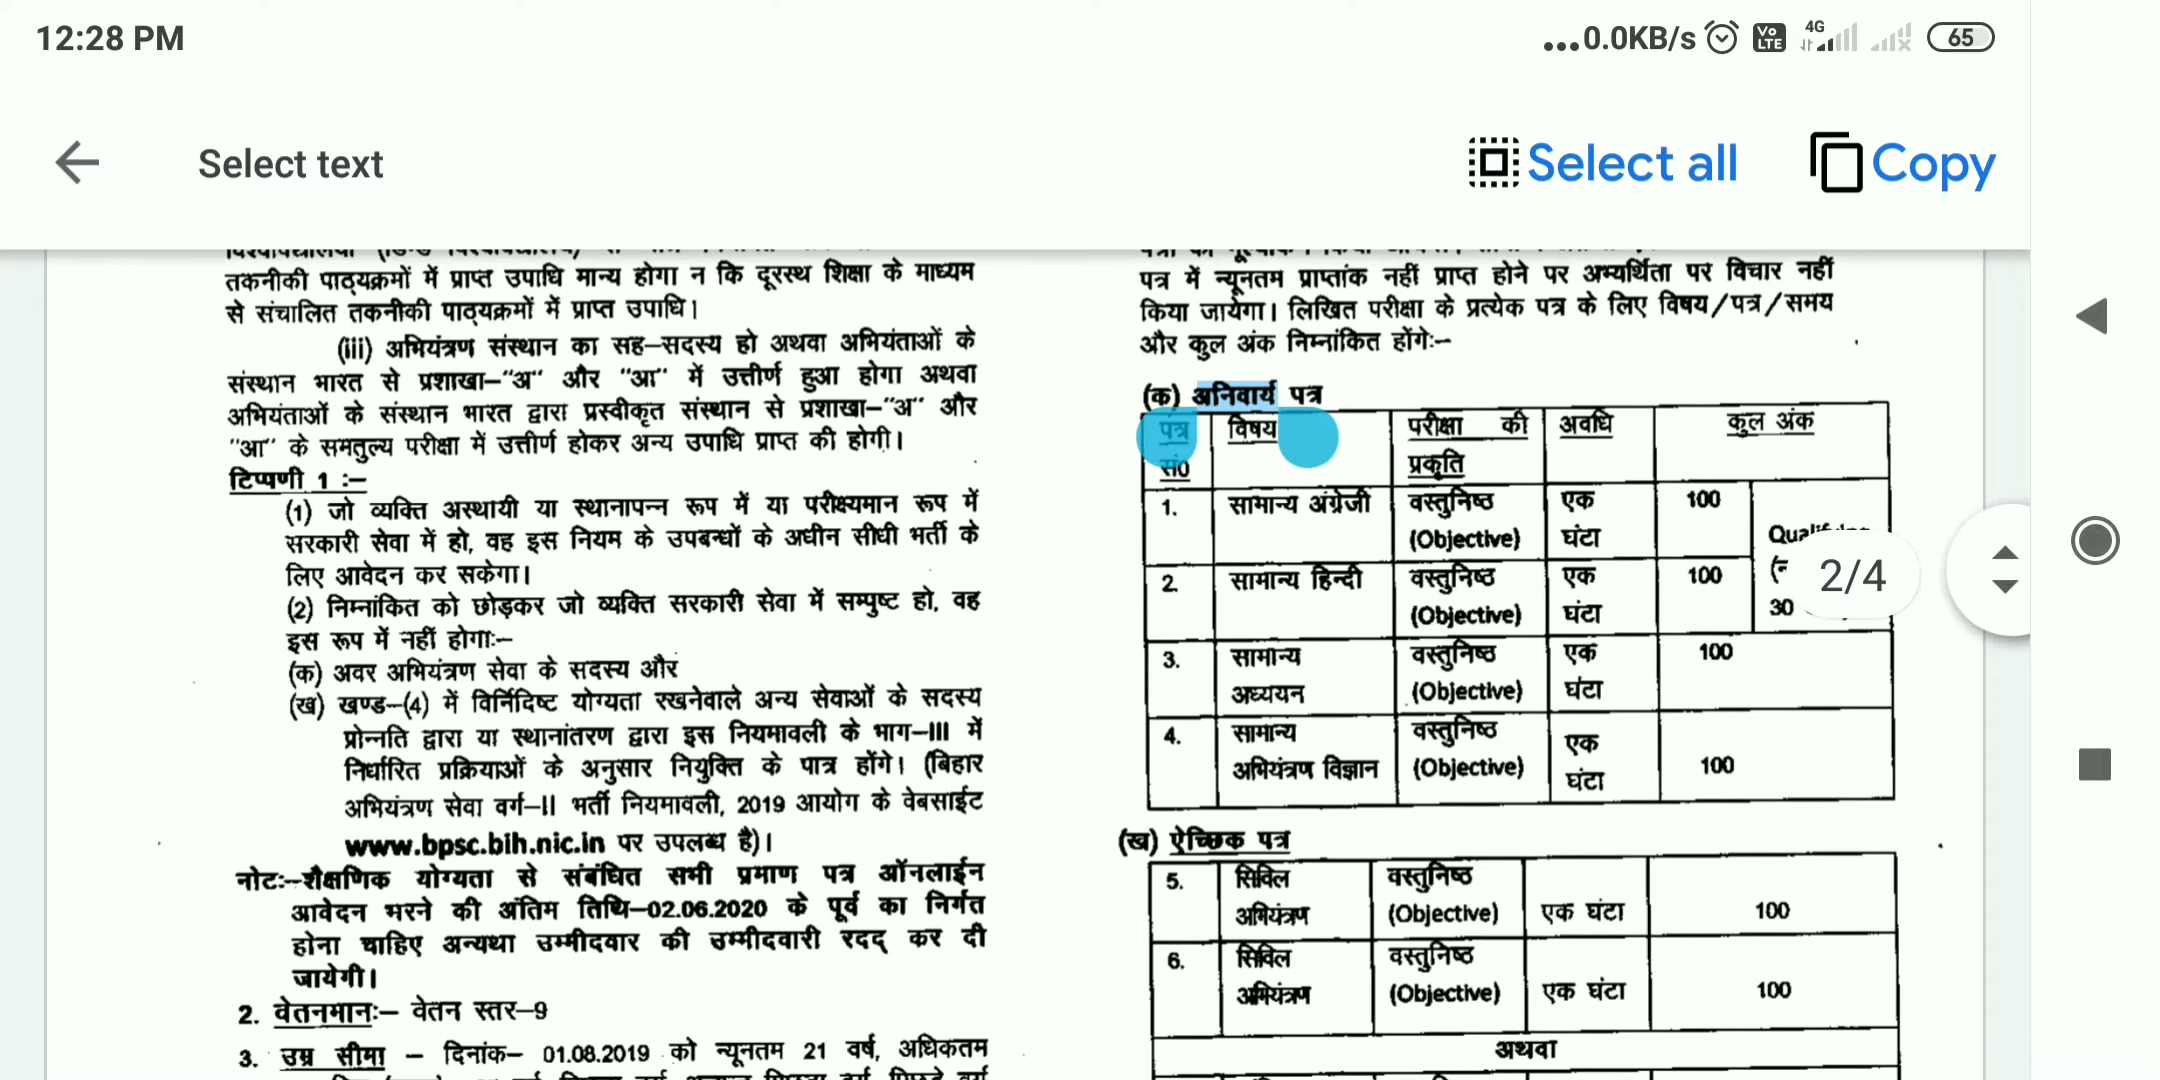 12:28 PM
...0.0KB/s Vo LTE 4G 65
Select text
Select all
Copy
तकनीकी पाठ्यक्रमों में प्राप्त उपाधि मान्य होगा न कि दूरस्थ शिक्षा के माध्यम
से संचालित तकनीकी पाठ्यक्रमों में प्राप्त उपाधि।
(iii) अभियंत्रण संस्थान का सह–सदस्य हो अथवा अभियंताओं के
संस्थान भारत से प्रशाखा–"अ" और "आ" में उत्तीर्ण हुआ होगा अथवा
अभियंताओं के संस्थान भारत द्वारा प्रस्वीकृत संस्थान से प्रशाखा–"अ" और
"आ" के समतुल्य परीक्षा में उत्तीर्ण होकर अन्य उपाधि प्राप्त की होगी।
टिप्पणी 1 :–
(1) जो व्यक्ति अस्थायी या स्थानापन्न रूप में या परीक्ष्यमान रूप में
सरकारी सेवा में हो, वह इस नियम के उपबन्धों के अधीन सीधी भर्ती के
लिए आवेदन कर सकेगा।
(2) निम्नांकित को छोड़कर जो व्यक्ति सरकारी सेवा में सम्पुष्ट हो, वह
इस रूप में नहीं होगाः–
(क) अवर अभियंत्रण सेवा के सदस्य और
(ख) खण्ड–(4) में विर्निदिष्ट योग्यता रखनेवाले अन्य सेवाओं के सदस्य
प्रोन्नति द्वारा या स्थानांतरण द्वारा इस नियमावली के भाग–III में
निर्धारित प्रक्रियाओं के अनुसार नियुक्ति के पात्र होंगे। (बिहार
अभियंत्रण सेवा वर्ग–II भर्ती नियमावली, 2019 आयोग के वेबसाईट
www.bpsc.bih.nic.in पर उपलब्ध है)।
नोटः–शैक्षणिक योग्यता से संबंधित सभी प्रमाण पत्र ऑनलाईन
आवेदन भरने की अंतिम तिथि–02.06.2020 के पूर्व का निर्गत
होना चाहिए अन्यथा उम्मीदवार की उम्मीदवारी रदद् कर दी
जायेगी।
2. वेतनमानः– वेतन स्तर–9
3. उम्र सीमा – दिनांक– 01.08.2019 को न्यूनतम 21 वर्ष, अधिकतम
पत्र में न्यूनतम प्राप्तांक नहीं प्राप्त होने पर अभ्यर्थिता पर विचार नहीं
किया जायेगा। लिखित परीक्षा के प्रत्येक पत्र के लिए विषय/पत्र/समय
और कुल अंक निम्नांकित होंगेः–
(क) अनिवार्य पत्र
पत्र सं0 विषय परीक्षा की प्रकृति अवधि कुल अंक
1. सामान्य अंग्रेजी वस्तुनिष्ठ (Objective) एक घंटा 100
2. सामान्य हिन्दी वस्तुनिष्ठ (Objective) एक घंटा 100
30
2/4
3. सामान्य अध्ययन वस्तुनिष्ठ (Objective) एक घंटा 100
4. सामान्य अभियंत्रण विज्ञान वस्तुनिष्ठ (Objective) एक घंटा 100
(ख) ऐच्छिक पत्र
5. सिविल अभियंत्रण वस्तुनिष्ठ (Objective) एक घंटा 100
6. सिविल अभियंत्रण वस्तुनिष्ठ (Objective) एक घंटा 100
अथवा